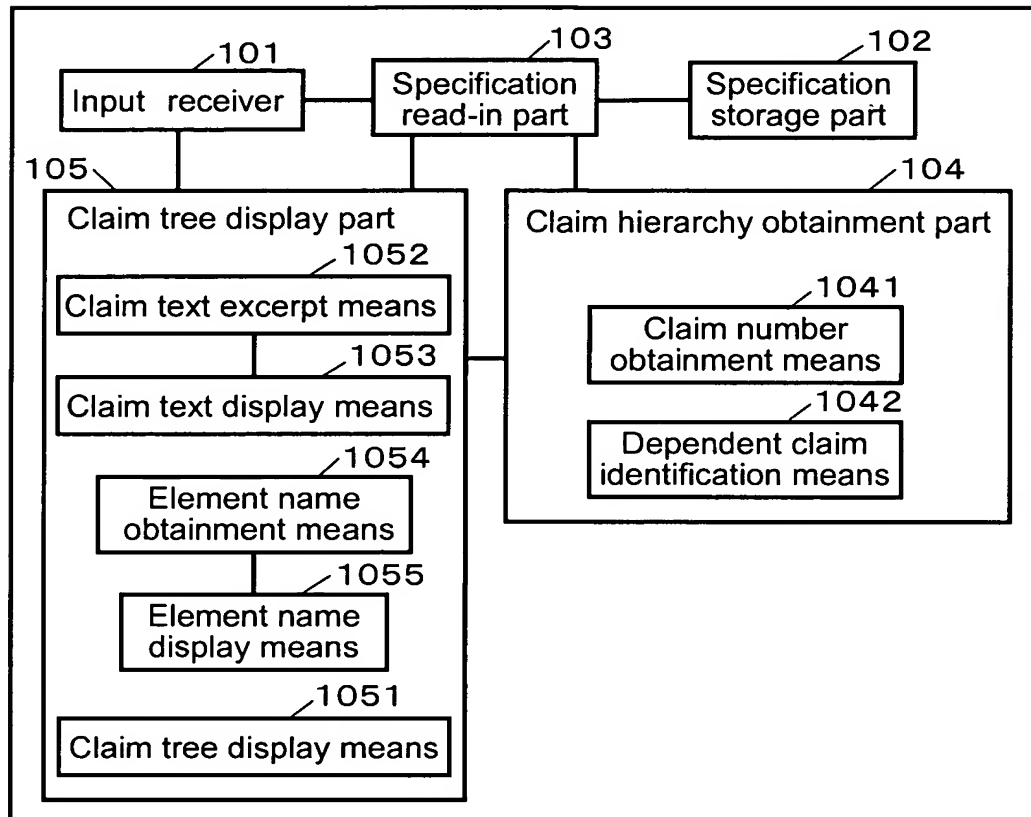 101
Input receiver
103
Specification
read-in part
102
Specification
storage part
105
Claim tree display part
1052
Claim text excerpt means
1053
Claim text display means
1054
Element name
obtainment means
1055
Element name
display means
1051
Claim tree display means
104
Claim hierarchy obtainment part
1041
Claim number
obtainment means
1042
Dependent claim
identification means